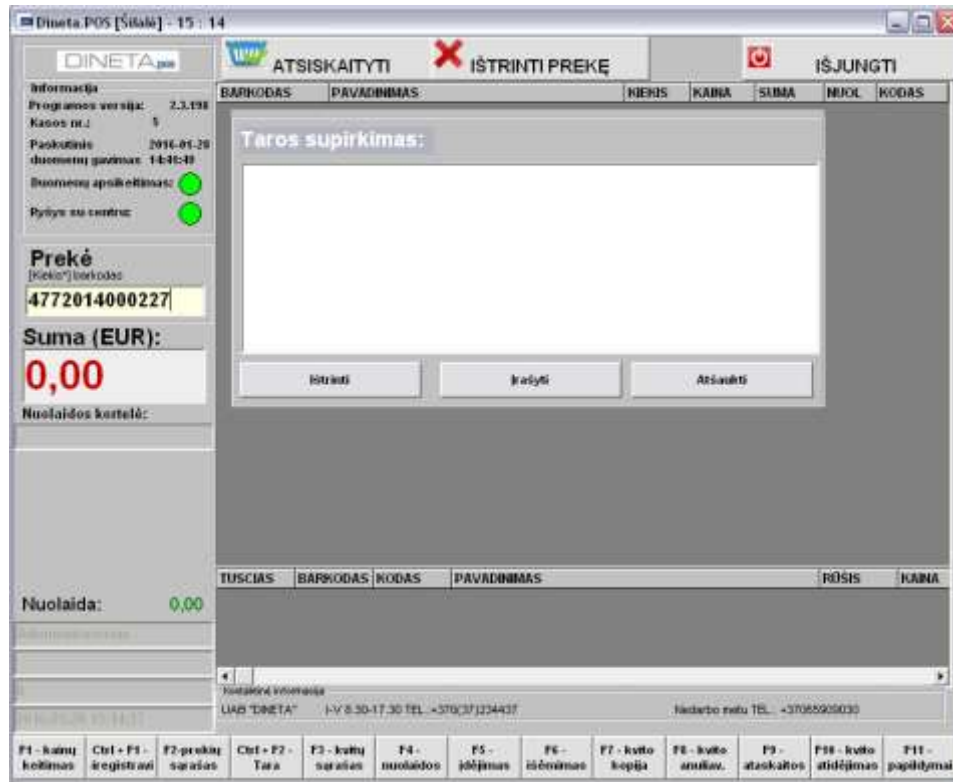 Dineta.POS [Šilalė] - 15 : 14
DINETA pos
ATSISKAITYTI
IŠTRINTI PREKĘ
IŠJUNGTI
Informacija
Programos versija: 2.3.198
Kasos nr.: 5
Paskutinis 2016-01-28
duomenų gavimas 14:48:40
Duomenų apsikeitimas:
Ryšys su centru:
BARKODAS PAVADINIMAS KIEKIS KAINA SUMA NUOL KODAS
Taros supirkimas:
Prekė
[Kiekis*] barkodas
4772014000227
Suma (EUR):
0,00
Ištrinti Įrašyti Atšaukti
Nuolaidos kortelė:
TUSCIAS BARKODAS KODAS PAVADINIMAS RŪŠIS KAINA
Nuolaida: 0,00
Kontaktinė informacija
UAB "DINETA" I-V 8.30-17.30 TEL.: +370(37)234437 Nedarbo metu TEL.: +37065909030
F1 - kainų keitimas
Ctrl + F1 - išregistravi
F2-prekių sąrašas
Ctrl + F2 - Tara
F3 - kvitų sąrašas
F4 - nuolaidos
F5 - įdėjimas
F6 - išėmimas
F7 - kvito kopija
F8 - kvito anuliav.
F9 - ataskaitos
F10 - kvito atidėjimas
F11 - papildymai